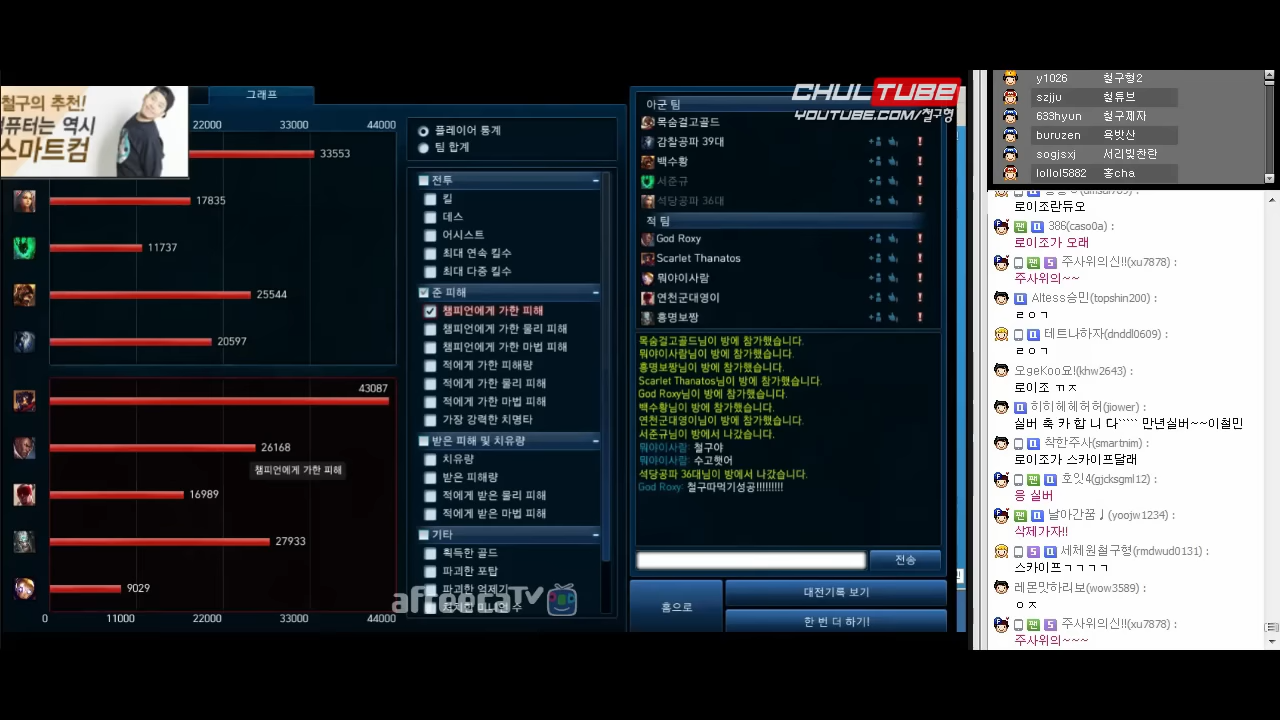 철구의 추천!
컴퓨터는 역시
스마트컴
그래프
22000 33000 44000
33553
17835
11737
25544
20597
43087
26168
챔피언에게 가한 피해
16989
27933
9029
0 11000 22000 33000 44000
플레이어 통계
팀 합계
전투
킬
데스
어시스트
최대 연속 킬수
최대 다중 킬수
준 피해
챔피언에게 가한 피해
챔피언에게 가한 물리 피해
챔피언에게 가한 마법 피해
적에게 가한 피해량
적에게 가한 물리 피해
적에게 가한 마법 피해
가장 강력한 치명타
받은 피해 및 치유량
치유량
받은 피해량
적에게 받은 물리 피해
적에게 받은 마법 피해
기타
획득한 골드
파괴한 포탑
파괴한 억제기
afreecaTV
CHULTUBE
YOUTUBE.COM/철구형
아군 팀
목숨걸고골드
감찰공파 39대
백수황
서준규
석당공파 36대
적 팀
God Roxy
Scarlet Thanatos
뭐야이사람
연천군대영이
흥명보짱
목숨걸고골드님이 방에 참가했습니다.
뭐야이사람님이 방에 참가했습니다.
흥명보짱님이 방에 참가했습니다.
Scarlet Thanatos님이 방에 참가했습니다.
God Roxy님이 방에 참가했습니다.
백수황님이 방에 참가했습니다.
연천군대영이님이 방에 참가했습니다.
서준규님이 방에서 나갔습니다.
뭐야이사람: 철구야
뭐야이사람: 수고했어
석당공파 36대님이 방에서 나갔습니다.
God Roxy: 철구따먹기성공!!!!!!!!!
전송
홈으로
대전기록 보기
한 번 더 하기!
y1026 철구형2
szjju 철튜브
633hyun 철구제자
buruzen 욕밧산
sogjsxj 서리빛찬란
lollol5862 홍cha
로이조란듀오
팬 386(caso0a) :
로이조가 오래
팬 S 주사위의신!!(xu7878) :
주사위의~~
Altess승민(topshin200) :
ㄹㅇㄱ
테트나하자(dnddl0609) :
ㄹㅇㄱ
오geKoo요!(khw2643) :
로이조 ㄲㅈ
히히헤헤허허(jiower) :
실버 축 카 합 니 다```` 만년실버~~이철민
착한주사(smartnim) :
로이조가 스카이프달래
팬 호잇4(gjcksgml12) :
응 실버
팬 날아간꿈♩(yoojw1234) :
삭제가자!!
S 세체원철구형(rmdwud0131) :
스카이프ㄱㄱㄱㄱ
레몬맛하리보(wow3589) :
ㅇㅈ
팬 S 주사위의신!!(xu7878) :
주사위의~~~